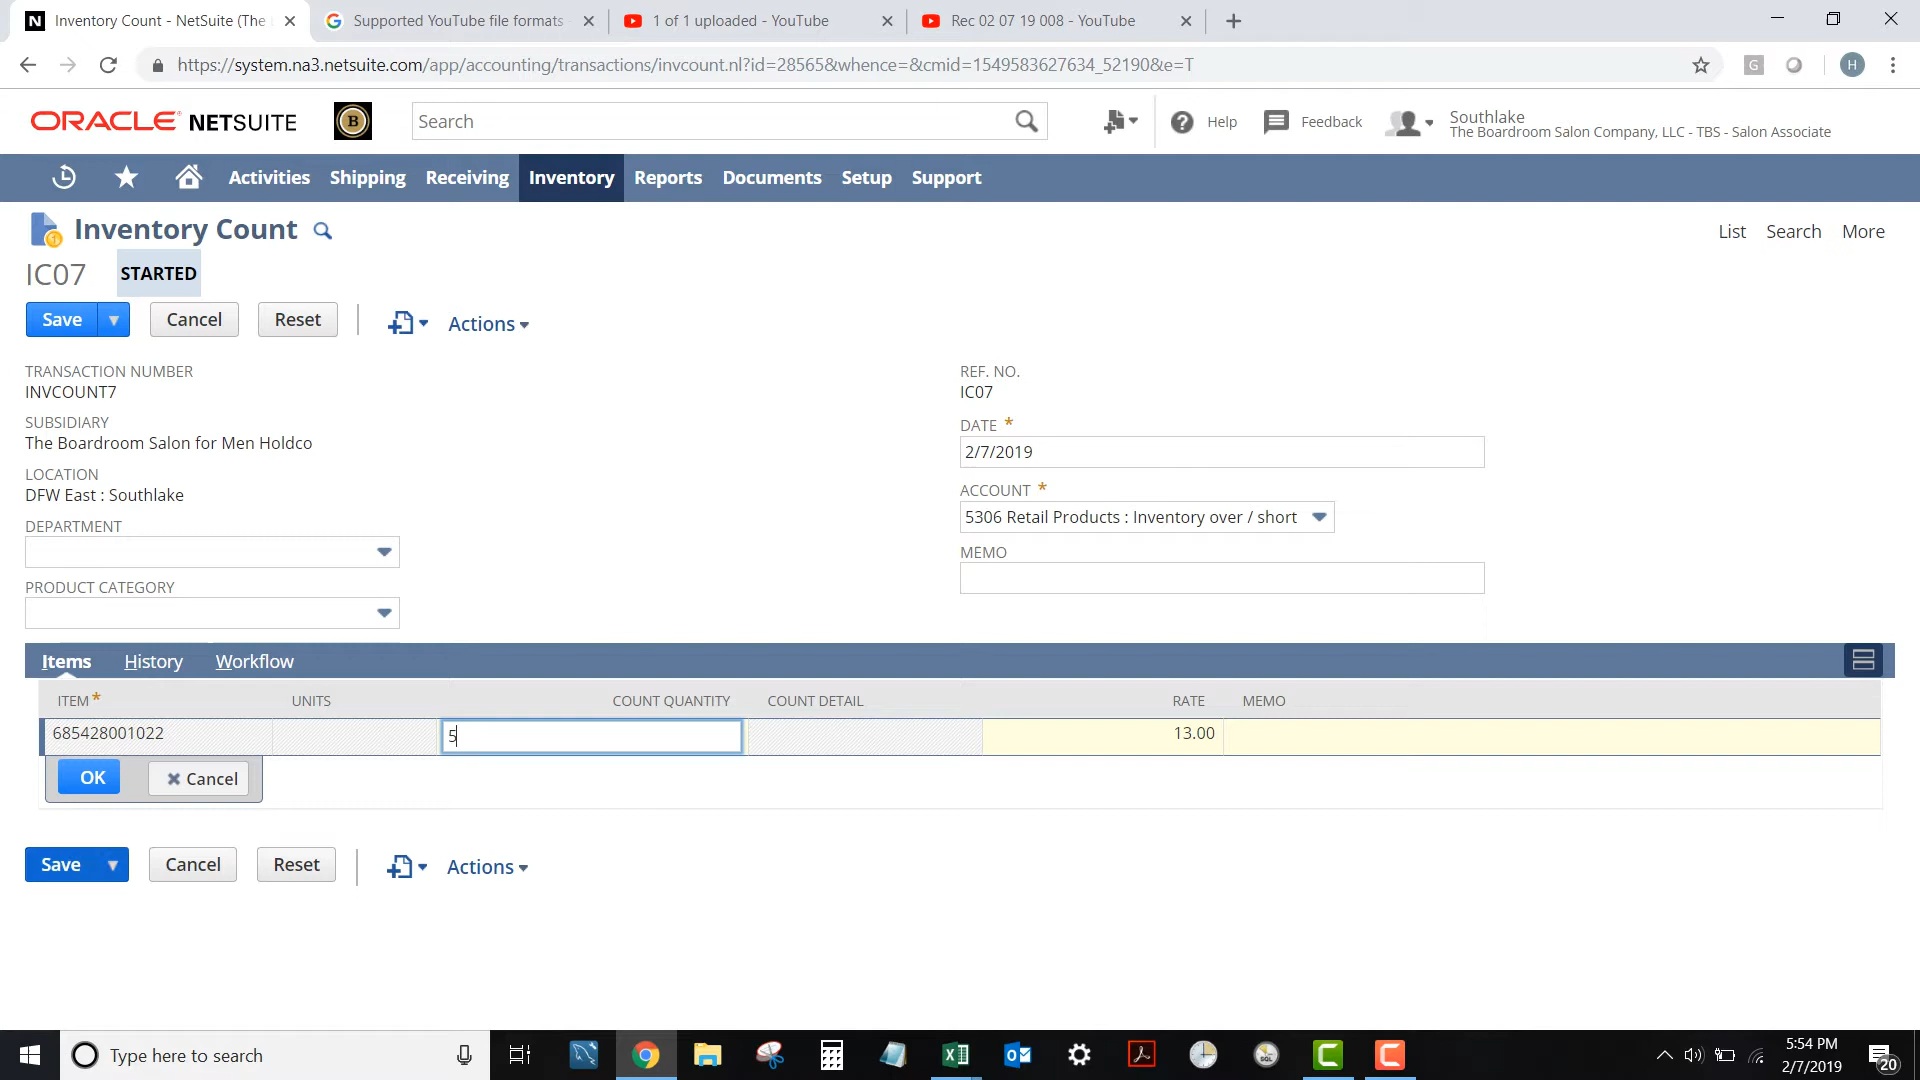 Inventory Count - NetSuite (The
Supported YouTube file formats
1 of 1 uploaded - YouTube
Rec 02 07 19 008 - YouTube
https://system.na3.netsuite.com/app/accounting/transactions/invcount.nl?id=28565&whence=&cmid=1549583627634_52190&e=T
G
H
ORACLE NETSUITE
B
Search
Help
Feedback
Southlake
The Boardroom Salon Company, LLC - TBS - Salon Associate
Activities
Shipping
Receiving
Inventory
Reports
Documents
Setup
Support
Inventory Count
List
Search
More
IC07
STARTED
Save
Cancel
Reset
Actions
TRANSACTION NUMBER
INVCOUNT7
SUBSIDIARY
The Boardroom Salon for Men Holdco
LOCATION
DFW East : Southlake
DEPARTMENT
PRODUCT CATEGORY
REF. NO.
IC07
DATE *
2/7/2019
ACCOUNT *
5306 Retail Products : Inventory over / short
MEMO
Items
History
Workflow
ITEM*
UNITS
COUNT QUANTITY
COUNT DETAIL
RATE
MEMO
685428001022
5
13.00
OK
Cancel
Save
Cancel
Reset
Actions
Type here to search
5:54 PM
2/7/2019
20